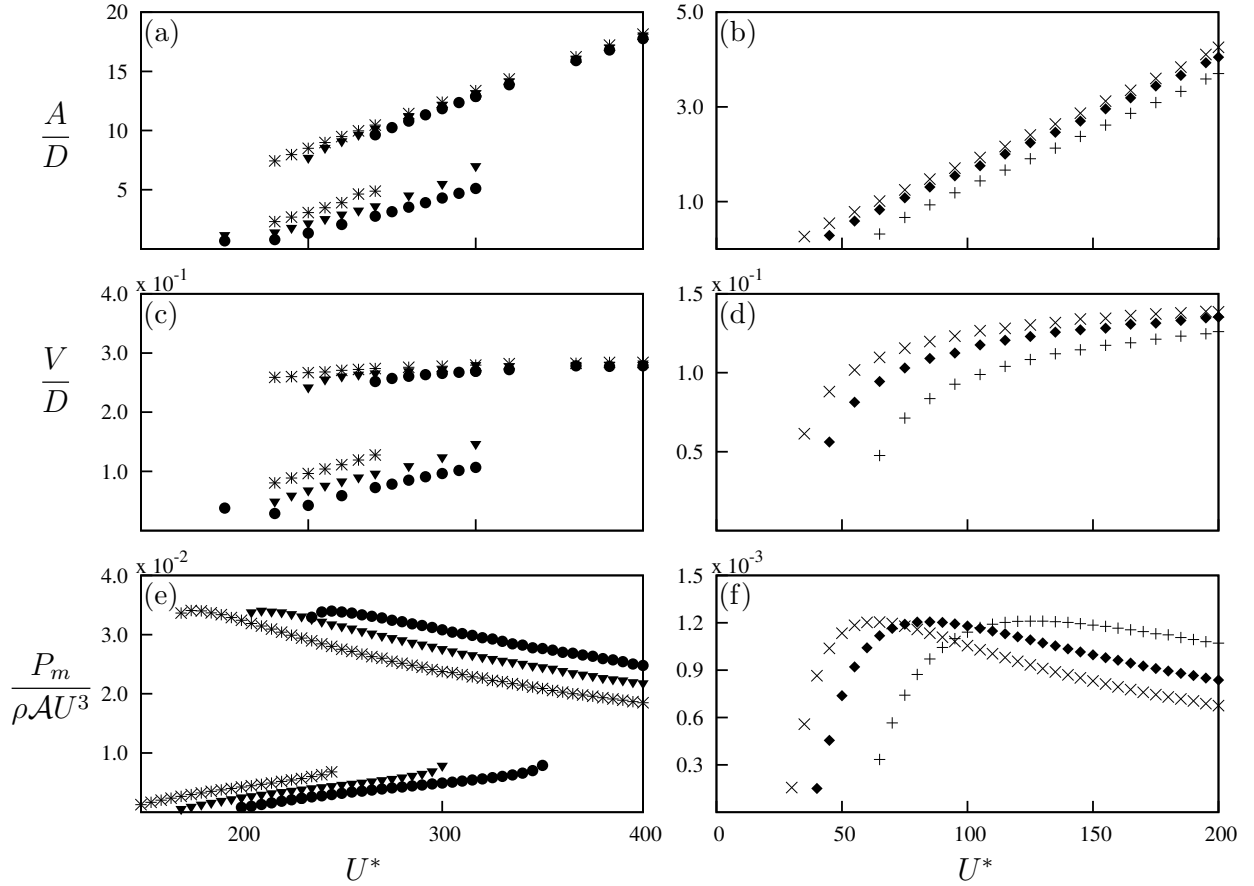 20
15
10
5
(a)
A
D
5.0
3.0
1.0
(b)
x 10^-1
4.0
3.0
2.0
1.0
(c)
V
D
x 10^-1
1.5
1.0
0.5
(d)
x 10^-2
4.0
3.0
2.0
1.0
(e)
P_m
ρ𝒜U^3
200
300
400
U^*
x 10^-3
1.5
1.2
0.9
0.6
0.3
(f)
0
50
100
150
200
U^*